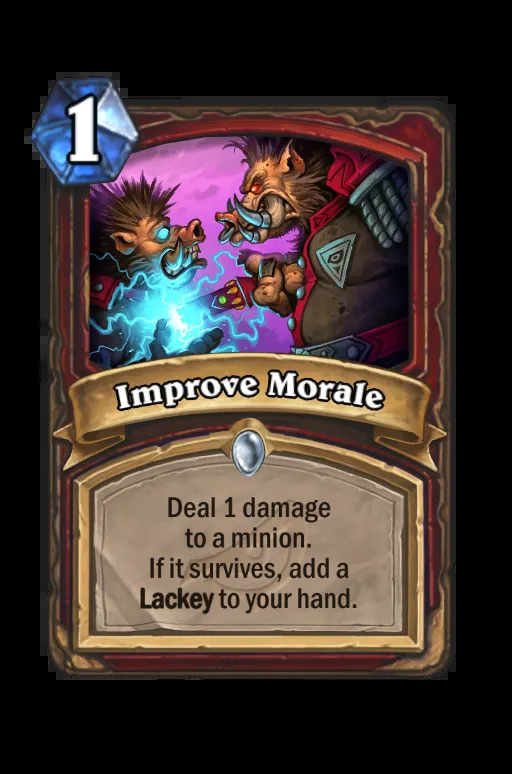 1
Improve Morale
Deal 1 damage
to a minion.
If it survives, add a
Lackey to your hand.